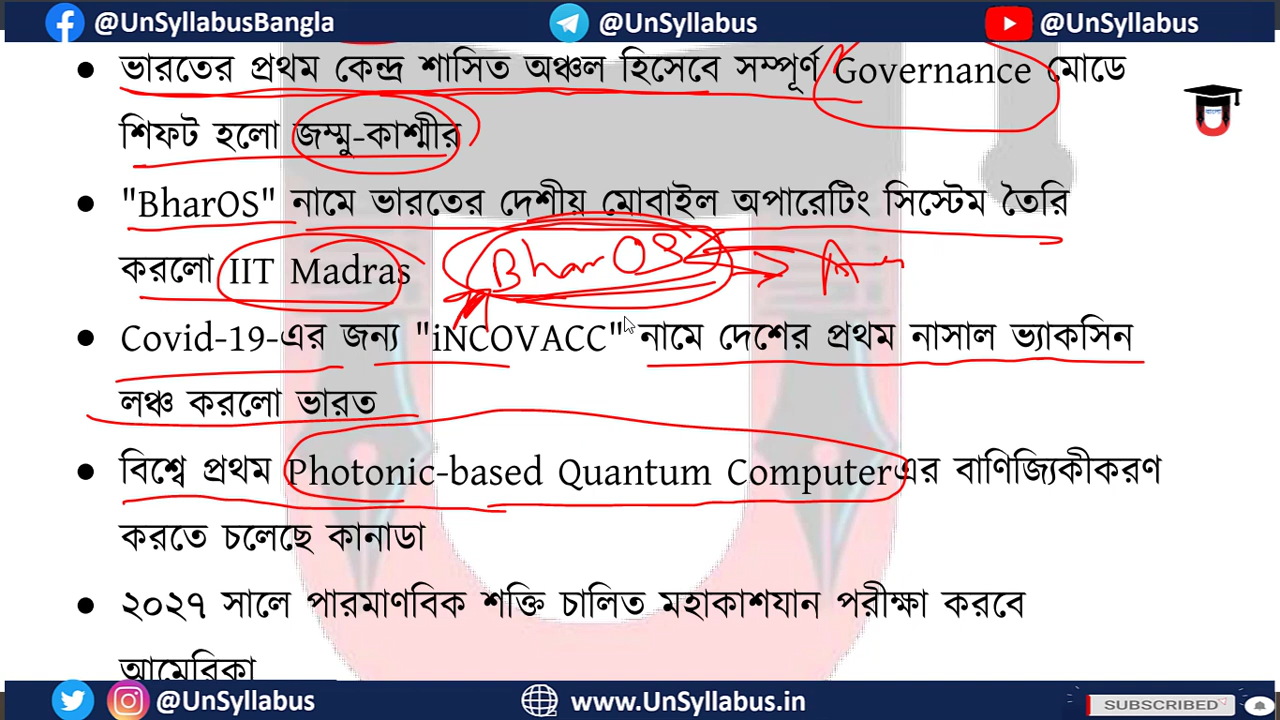 @UnSyllabusBangla @UnSyllabus @UnSyllabus
● ভারতের প্রথম কেন্দ্র শাসিত অঞ্চল হিসেবে সম্পূর্ণ Governance মোডে
শিফট হলো জম্মু-কাশ্মীর
● "BharOS" নামে ভারতের দেশীয় মোবাইল অপারেটিং সিস্টেম তৈরি
করলো IIT Madras BharOS
● Covid-19-এর জন্য "iNCOVACC" নামে দেশের প্রথম নাসাল ভ্যাকসিন
লঞ্চ করলো ভারত
● বিশ্বে প্রথম Photonic-based Quantum Computerএর বাণিজ্যিকীকরণ
করতে চলেছে কানাডা
● ২০২৭ সালে পারমাণবিক শক্তি চালিত মহাকাশযান পরীক্ষা করবে
আমেরিকা
@UnSyllabus www.UnSyllabus.in SUBSCRIBED